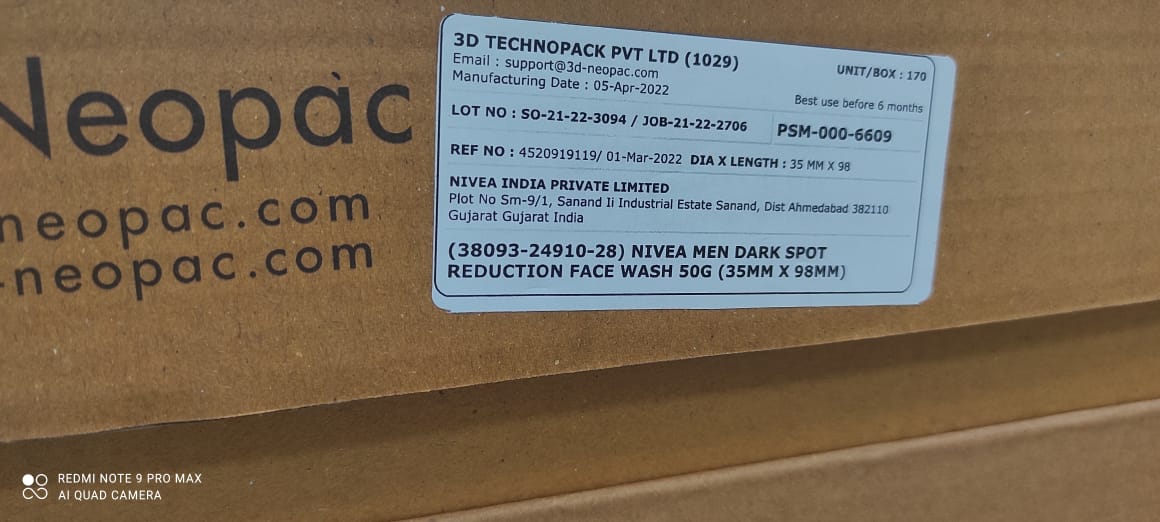 Neopàc
neopac.com
-neopac.com
3D TECHNOPACK PVT LTD (1029)
UNIT/BOX : 170
Email : support@3d-neopac.com
Manufacturing Date : 05-Apr-2022
Best use before 6 months
LOT NO : SO-21-22-3094 / JOB-21-22-2706
PSM-000-6609
REF NO : 4520919119/ 01-Mar-2022 DIA X LENGTH : 35 MM X 98
NIVEA INDIA PRIVATE LIMITED
Plot No Sm-9/1, Sanand Ii Industrial Estate Sanand, Dist Ahmedabad 382110
Gujarat Gujarat India
(38093-24910-28) NIVEA MEN DARK SPOT
REDUCTION FACE WASH 50G (35MM X 98MM)
REDMI NOTE 9 PRO MAX
AI QUAD CAMERA